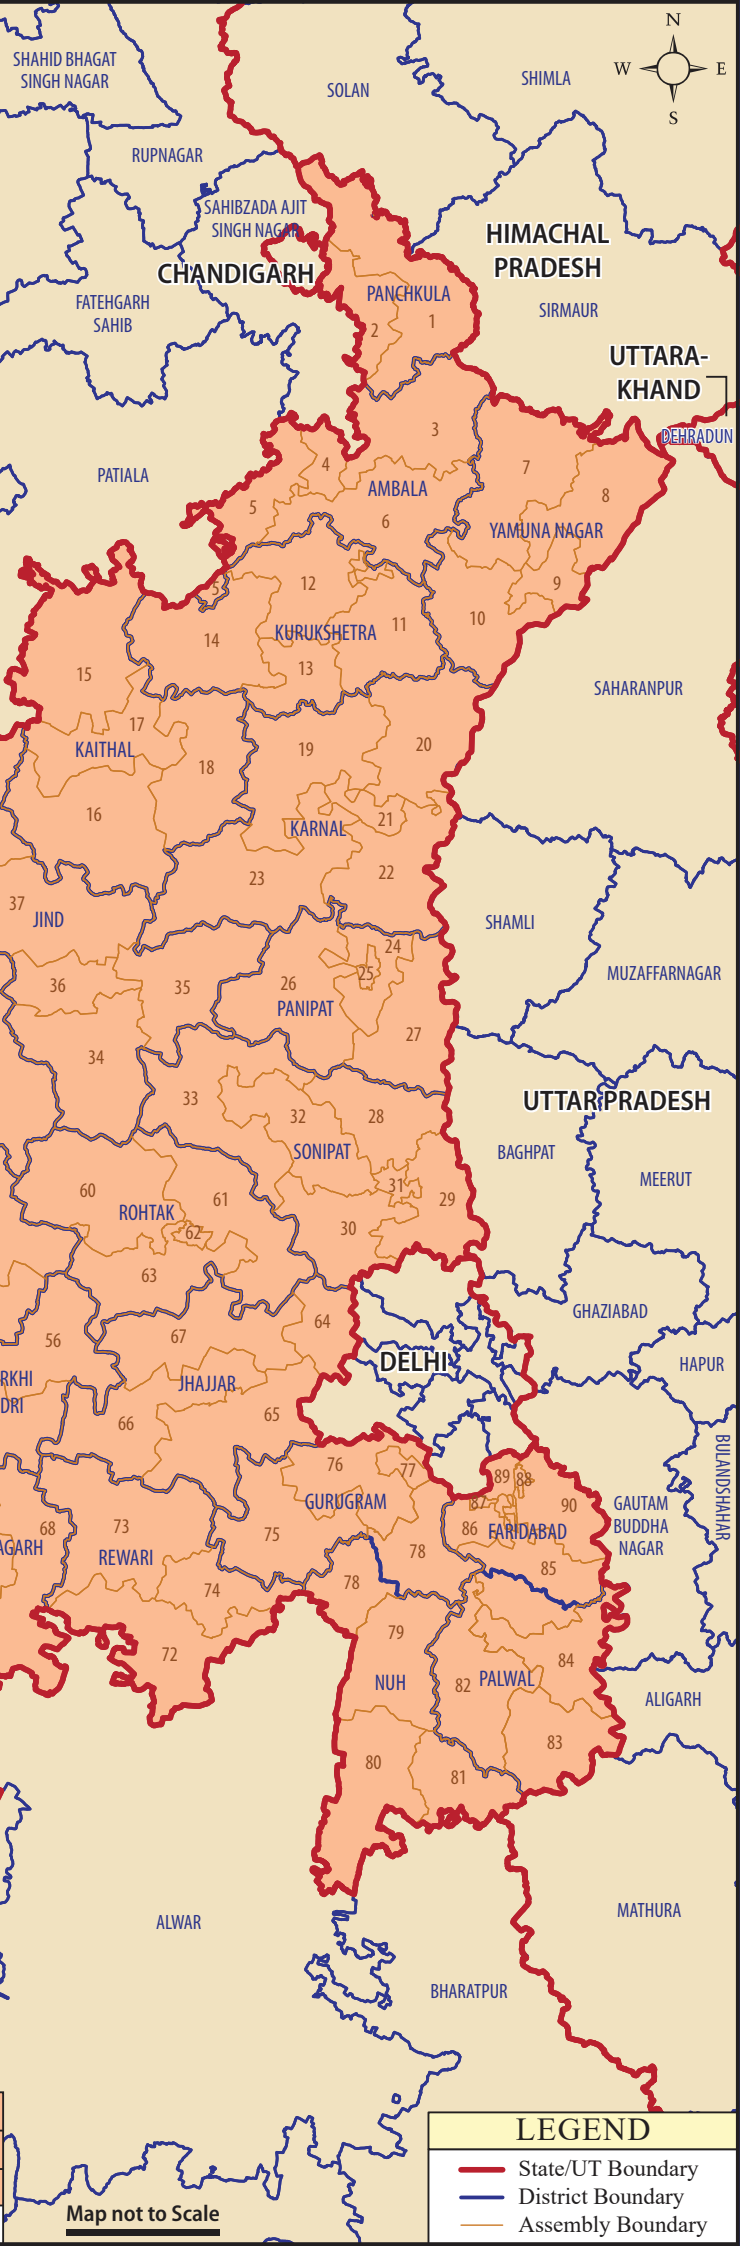 N
W E
S
SHAHID BHAGAT
SINGH NAGAR
SOLAN
SHIMLA
RUPNAGAR
SAHIBZADA AJIT
SINGH NAGAR
HIMACHAL
PRADESH
CHANDIGARH
PANCHKULA
FATEHGARH
SAHIB
SIRMAUR
1
2
UTTARA-
KHAND
DEHRADUN
3
PATIALA
4
7
AMBALA
8
5
6
YAMUNA NAGAR
5
12
9
14
KURUKSHETRA
11
10
13
15
SAHARANPUR
17
KAITHAL
19
20
18
16
KARNAL
21
23
22
37
JIND
SHAMLI
24
25
MUZAFFARNAGAR
36
35
26
PANIPAT
27
34
33
32
28
UTTAR PRADESH
SONIPAT
BAGHPAT
MEERUT
60
61
31
29
ROHTAK
62
30
63
GHAZIABAD
64
56
67
DELHI
HAPUR
RKHI
DRI
JHAJJAR
65
66
BULANDSHAHAR
76
77
89
88
GURUGRAM
87
90
GAUTAM
BUDDHA
NAGAR
68
73
75
86
FARIDABAD
AGARH
REWARI
78
85
74
78
79
72
NUH
82
PALWAL
84
ALIGARH
83
80
81
ALWAR
MATHURA
BHARATPUR
LEGEND
State/UT Boundary
District Boundary
Assembly Boundary
Map not to Scale